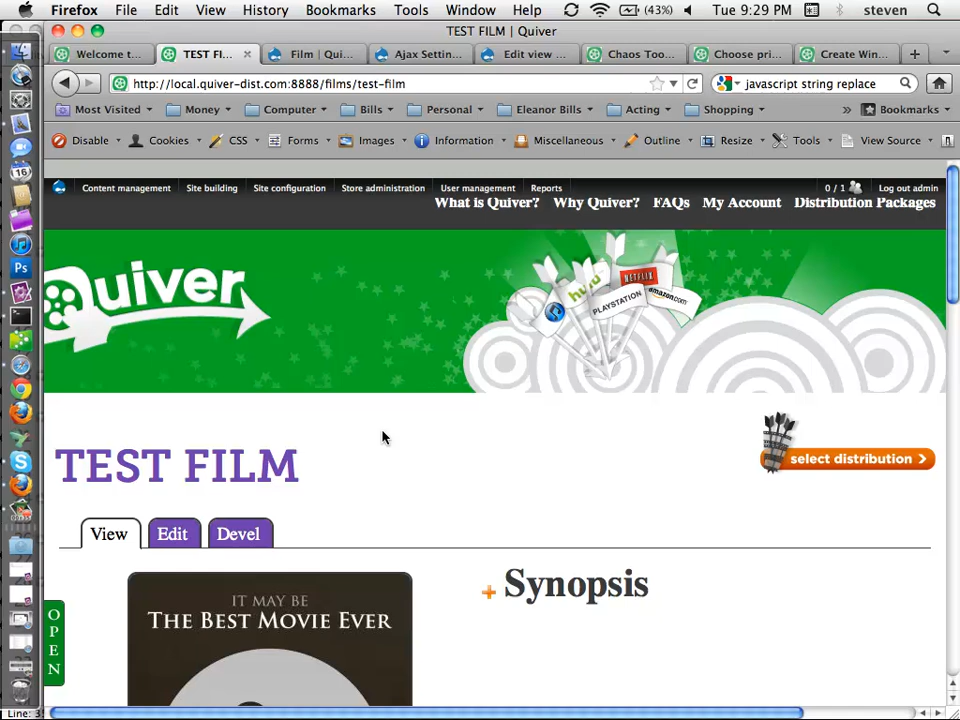 Firefox File Edit View History Bookmarks Tools Window Help (43%) Tue 9:29 PM steven
TEST FILM | Quiver
Welcome t... TEST FI... Film | Qui... Ajax Settin... Edit view ... Chaos Too... Choose pri... Create Win...
http://local.quiver-dist.com:8888/films/test-film javascript string replace
Most Visited Money Computer Bills Personal Eleanor Bills Acting Shopping » Bookmarks
Disable Cookies CSS Forms Images Information Miscellaneous Outline Resize Tools View Source
16
Content management Site building Site configuration Store administration User management Reports 0 / 1 Log out admin
What is Quiver? Why Quiver? FAQs My Account Distribution Packages
Quiver
hulu
NETFLIX
PLAYSTATION
amazon.com
Ps
TEST FILM
select distribution >
View Edit Devel
+ Synopsis
IT MAY BE
THE BEST MOVIE EVER
OPEN
Line: 3